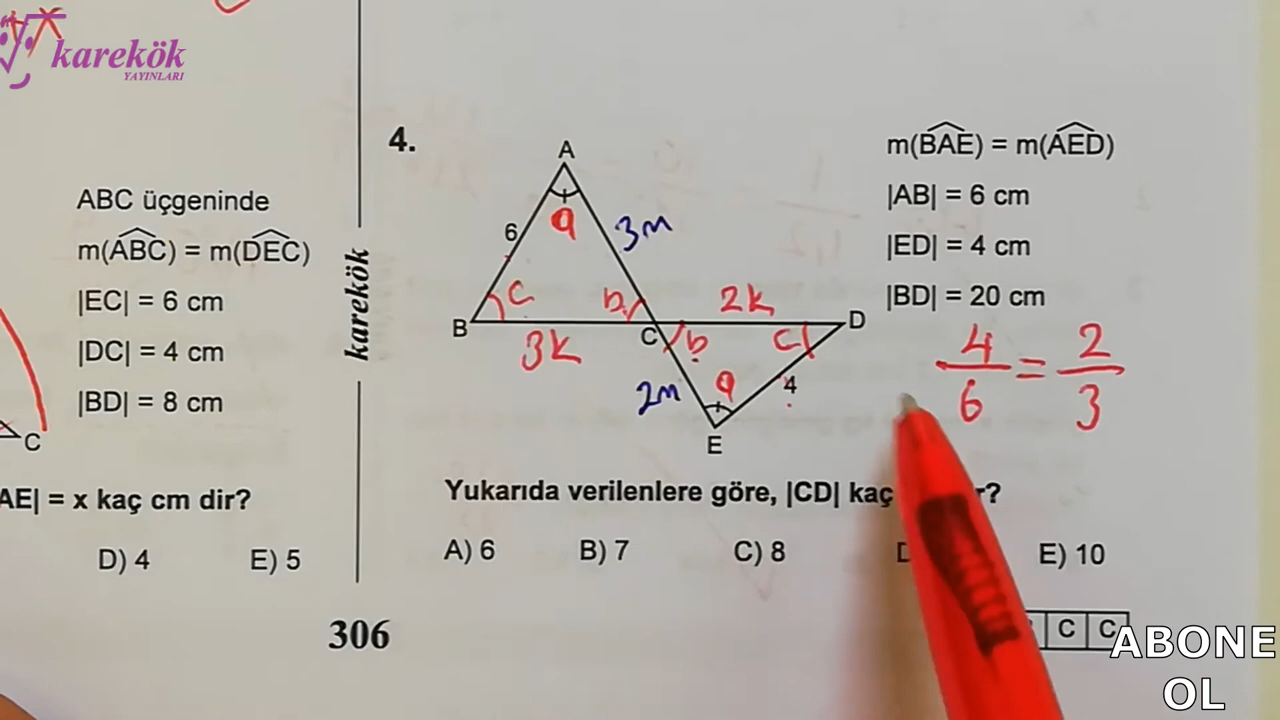 karekök
YAYINLARI
ABC üçgeninde
m(ABC) = m(DEC)
|EC| = 6 cm
|DC| = 4 cm
|BD| = 8 cm
C
AE| = x kaç cm dir?
D) 4
E) 5
karekök
306
4.
A
a
6
3m
c
b
2k
B
C
D
3k
b
c
2m
a
4
E
m(BAE) = m(AED)
|AB| = 6 cm
|ED| = 4 cm
|BD| = 20 cm
4/6 = 2/3
Yukarıda verilenlere göre, |CD| kaç
?
A) 6
B) 7
C) 8
E) 10
C C
ABONE
OL